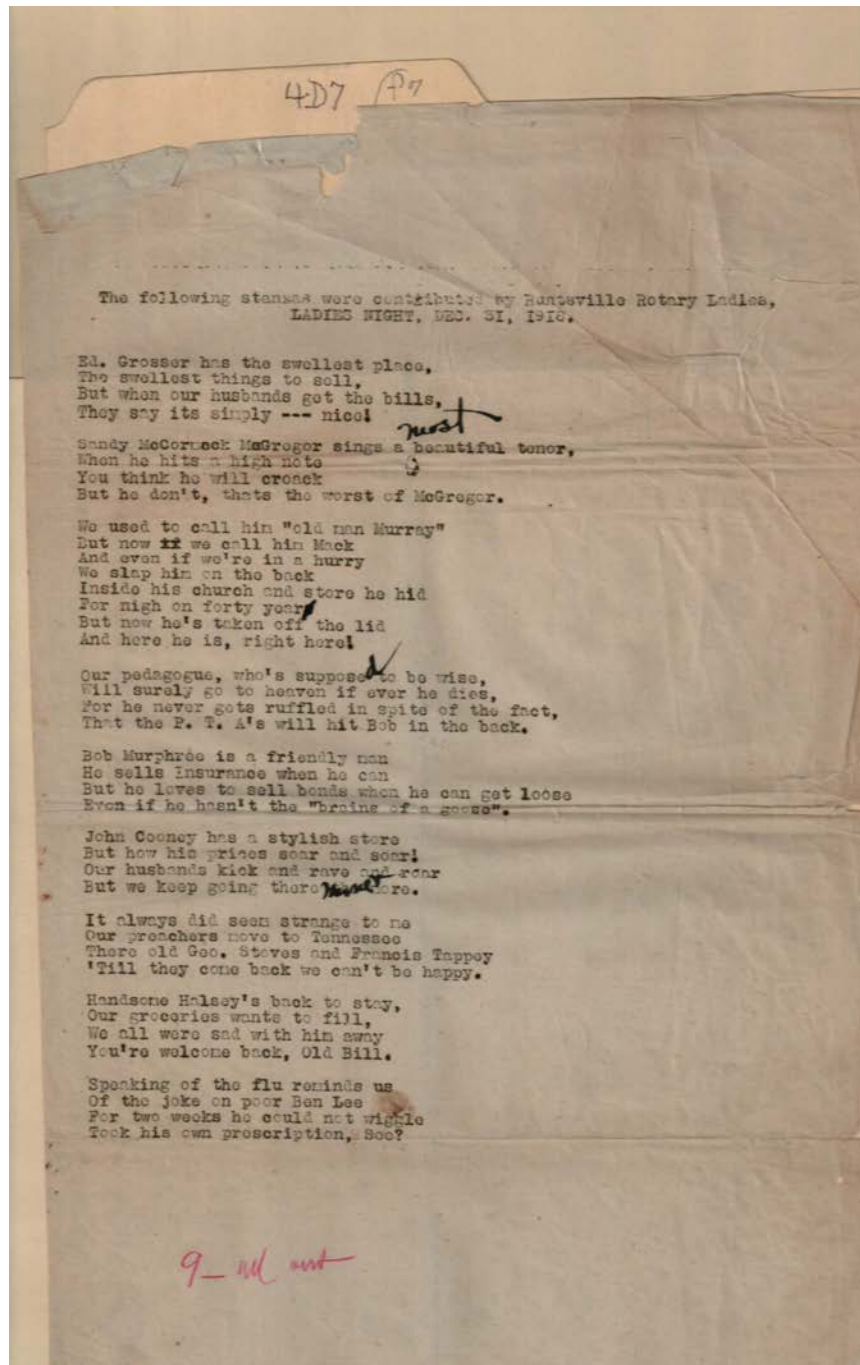 4D7 P7
The following stanzas were contributed by Huntsville Rotary Ladies,
LADIES NIGHT, DEC. 31, 1918.
Ed. Grosser has the swellest place,
The swellest things to sell,
But when our husbands get the bills,
They say its simply --- nice!
most
Sandy McCormack McGregor sings a beautiful tenor,
When he hits a high note
You think he will croack
But he don't, thats the worst of McGregor.
We used to call him "old man Murray"
But now we call him Mack
And even if we're in a hurry
We slap him on the back
Inside his church and store he hid
For nigh on forty year
But now he's taken off the lid
And here he is, right here!
Our pedagogue, who's supposed to be wise,
Will surely go to heaven if ever he dies,
For he never gets ruffled in spite of the fact,
That the P. T. A's will hit Bob in the back.
Bob Murphree is a friendly man
He sells Insurance when he can
But he loves to sell bonds when he can get loose
Even if he hasn't the "brains of a goose".
John Cooney has a stylish store
But how his prices soar and soar!
Our husbands kick and rave and roar
But we keep going there more.
It always did seem strange to me
Our preachers move to Tennessee
There old Geo. Stoves and Francis Tappey
'Till they come back we can't be happy.
Handsome Halsey's back to stay,
Our groceries wants to fill,
We all were sad with him away
You're welcome back, Old Bill.
Speaking of the flu reminds us
Of the joke on poor Ben Lee
For two weeks he could not wiggle
Took his own prescription, See?
9_